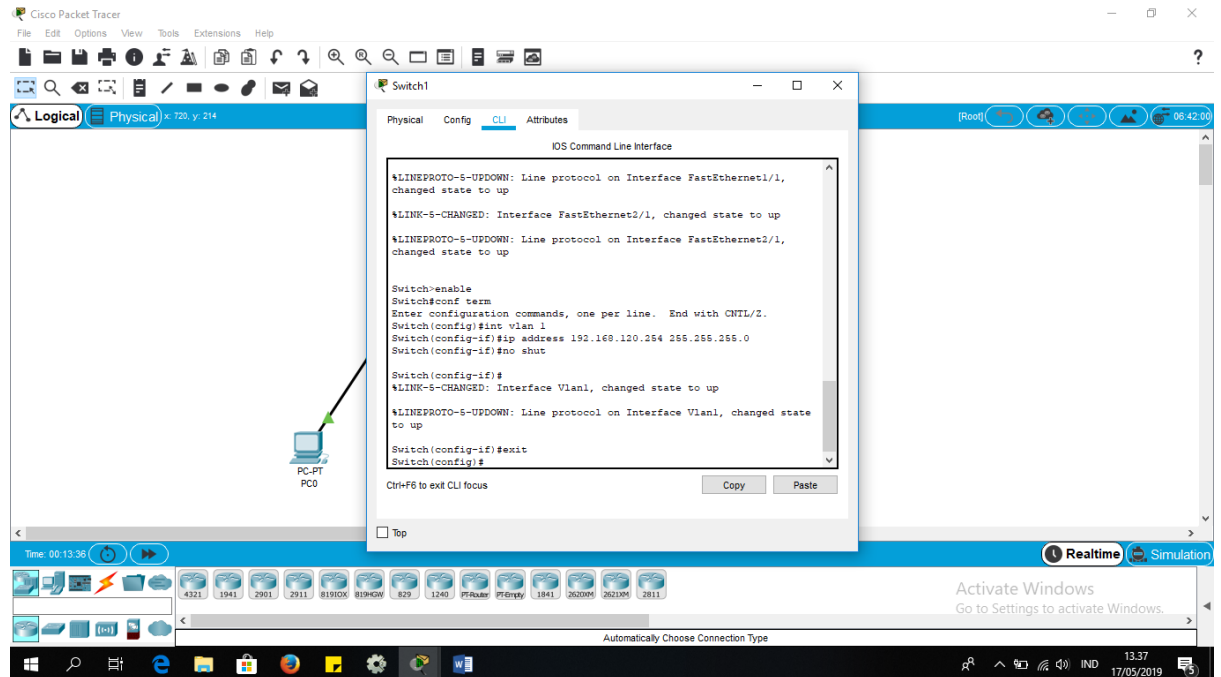 Cisco Packet Tracer
File Edit Options View Tools Extensions Help
?
Logical
Physical
x: 720, y: 214
[Root]
06:42:00
Switch1
Physical Config CLI Attributes
IOS Command Line Interface
%LINEPROTO-5-UPDOWN: Line protocol on Interface FastEthernet1/1,
changed state to up
%LINK-5-CHANGED: Interface FastEthernet2/1, changed state to up
%LINEPROTO-5-UPDOWN: Line protocol on Interface FastEthernet2/1,
changed state to up
Switch>enable
Switch#conf term
Enter configuration commands, one per line. End with CNTL/Z.
Switch(config)#int vlan 1
Switch(config-if)#ip address 192.168.120.254 255.255.255.0
Switch(config-if)#no shut
Switch(config-if)#
%LINK-5-CHANGED: Interface Vlan1, changed state to up
%LINEPROTO-5-UPDOWN: Line protocol on Interface Vlan1, changed state
to up
Switch(config-if)#exit
Switch(config)#
Ctrl+F6 to exit CLI focus
Copy Paste
Top
PC-PT
PC0
Time: 00:13:36
Realtime
Simulation
4321 1941 2901 2911 819IOX 819HGW 829 1240 PT-Router PT-Empty 1841 2620XM 2621XM 2811
Automatically Choose Connection Type
Activate Windows
Go to Settings to activate Windows.
IND
13.37
17/05/2019
5